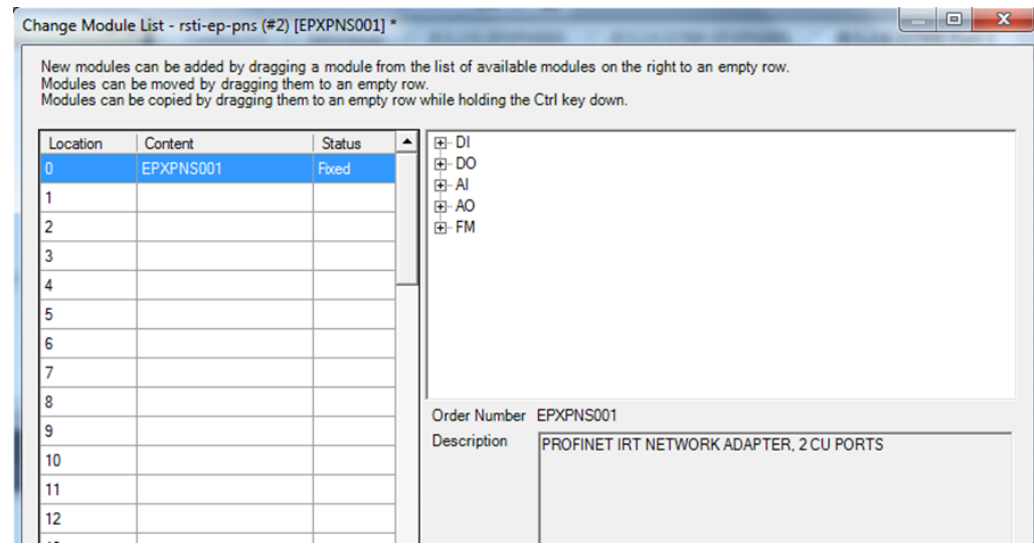 Change Module List - rsti-ep-pns (#2) [EPXPNS001] *
New modules can be added by dragging a module from the list of available modules on the right to an empty row.
Modules can be moved by dragging them to an empty row.
Modules can be copied by dragging them to an empty row while holding the Ctrl key down.
Location Content Status
0 EPXPNS001 Fixed
1
2
3
4
5
6
7
8
9
10
11
12
DI
DO
AI
AO
FM
Order Number EPXPNS001
Description PROFINET IRT NETWORK ADAPTER, 2 CU PORTS